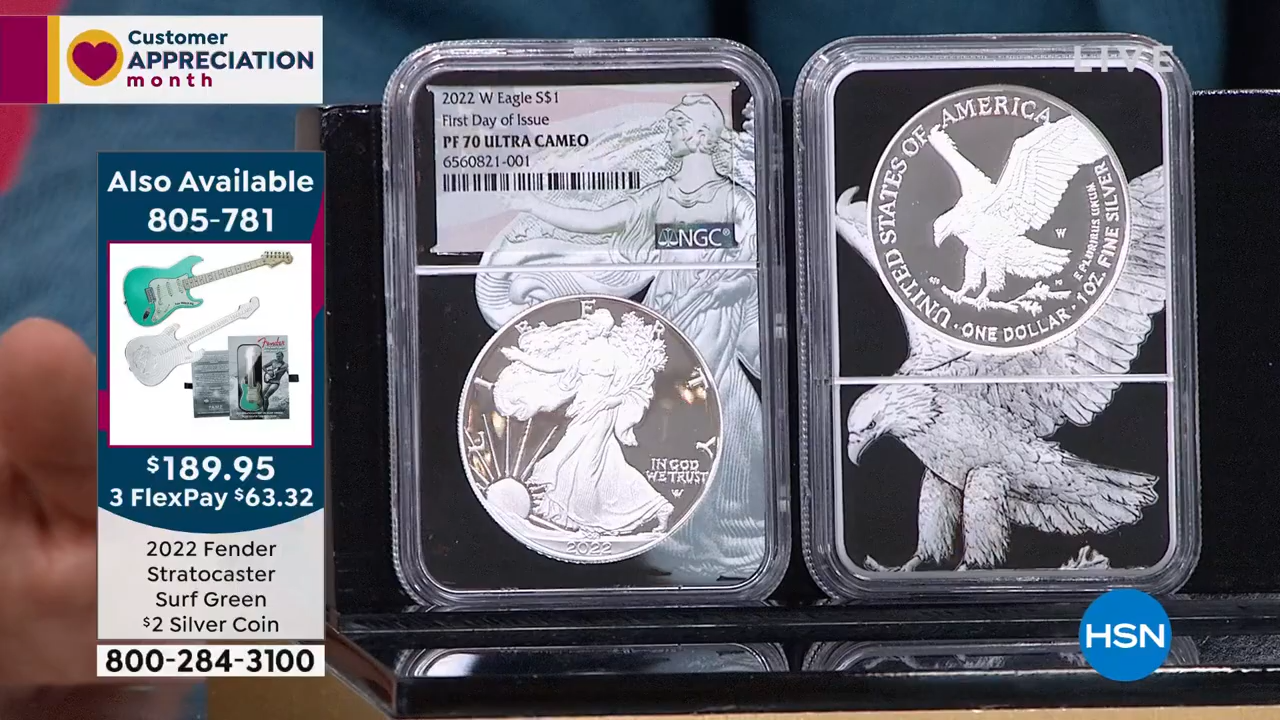 Customer
APPRECIATION
month
LIVE
Also Available
805-781
Fender
$189.95
3 FlexPay $63.32
2022 Fender
Stratocaster
Surf Green
$2 Silver Coin
800-284-3100
2022 W Eagle S$1
First Day of Issue
PF 70 ULTRA CAMEO
6560821-001
NGC®
LIBERTY
IN GOD
WE TRUST
W
2022
UNITED STATES OF AMERICA
W
E PLURIBUS UNUM
1 OZ. FINE SILVER
ONE DOLLAR
HSN